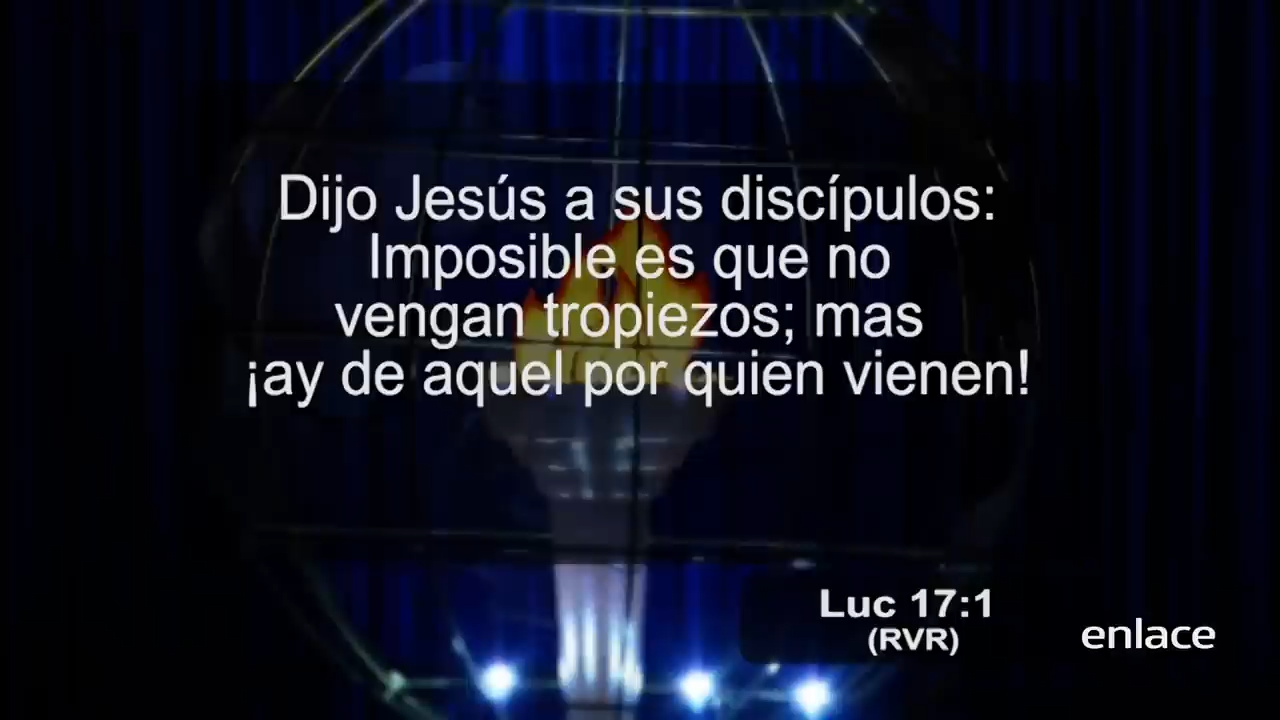 Dijo Jesús a sus discípulos:
Imposible es que no
vengan tropiezos; mas
¡ay de aquel por quien vienen!
Luc 17:1
(RVR)
enlace